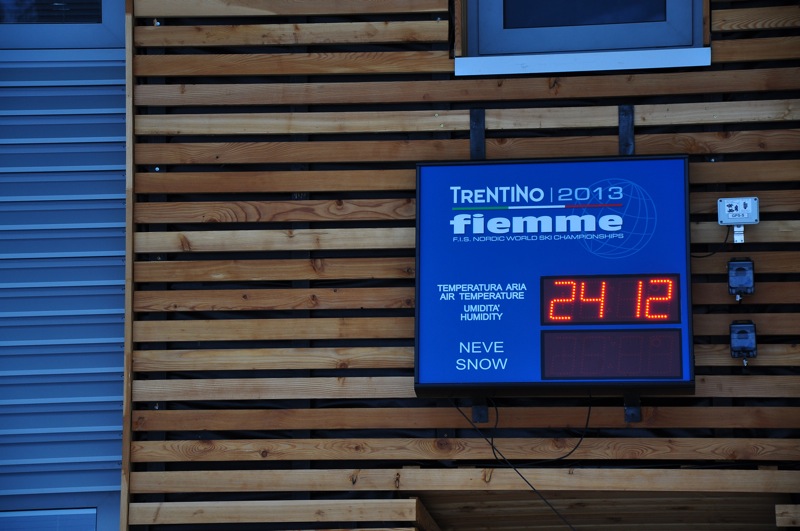 TRENTINO | 2013
fiemme
F.I.S. NORDIC WORLD SKI CHAMPIONSHIPS
TEMPERATURA ARIA
AIR TEMPERATURE
UMIDITA'
HUMIDITY
24 12
NEVE
SNOW